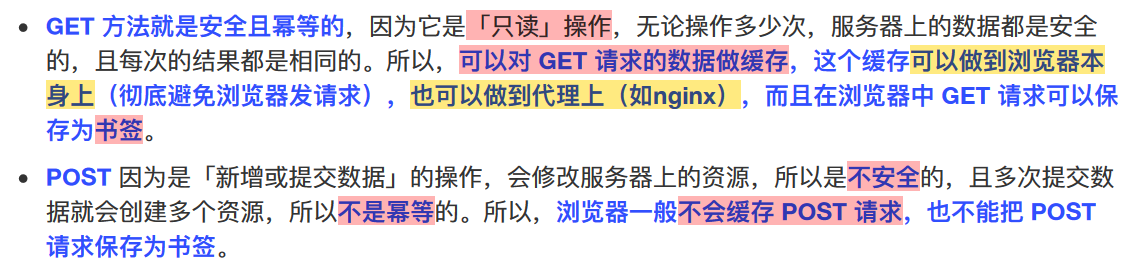 GET 方法就是安全且幂等的，因为它是「只读」操作，无论操作多少次，服务器上的数据都是安全
的，且每次的结果都是相同的。所以，可以对 GET 请求的数据做缓存，这个缓存可以做到浏览器本
身上（彻底避免浏览器发请求），也可以做到代理上（如nginx），而且在浏览器中 GET 请求可以保
存为书签。
POST 因为是「新增或提交数据」的操作，会修改服务器上的资源，所以是不安全的，且多次提交数
据就会创建多个资源，所以不是幂等的。所以，浏览器一般不会缓存 POST 请求，也不能把 POST
请求保存为书签。